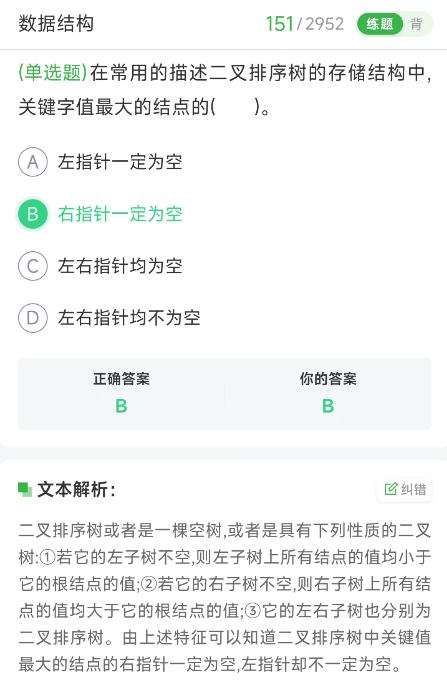 数据结构 151/2952 练题 背
(单选题)在常用的描述二叉排序树的存储结构中,
关键字值最大的结点的(  )。
A 左指针一定为空
B 右指针一定为空
C 左右指针均为空
D 左右指针均不为空
正确答案 你的答案
B B
文本解析: 纠错
二叉排序树或者是一棵空树,或者是具有下列性质的二叉
树:①若它的左子树不空,则左子树上所有结点的值均小于
它的根结点的值;②若它的右子树不空,则右子树上所有结
点的值均大于它的根结点的值;③它的左右子树也分别为
二叉排序树。由上述特征可以知道二叉排序树中关键值
最大的结点的右指针一定为空,左指针却不一定为空。